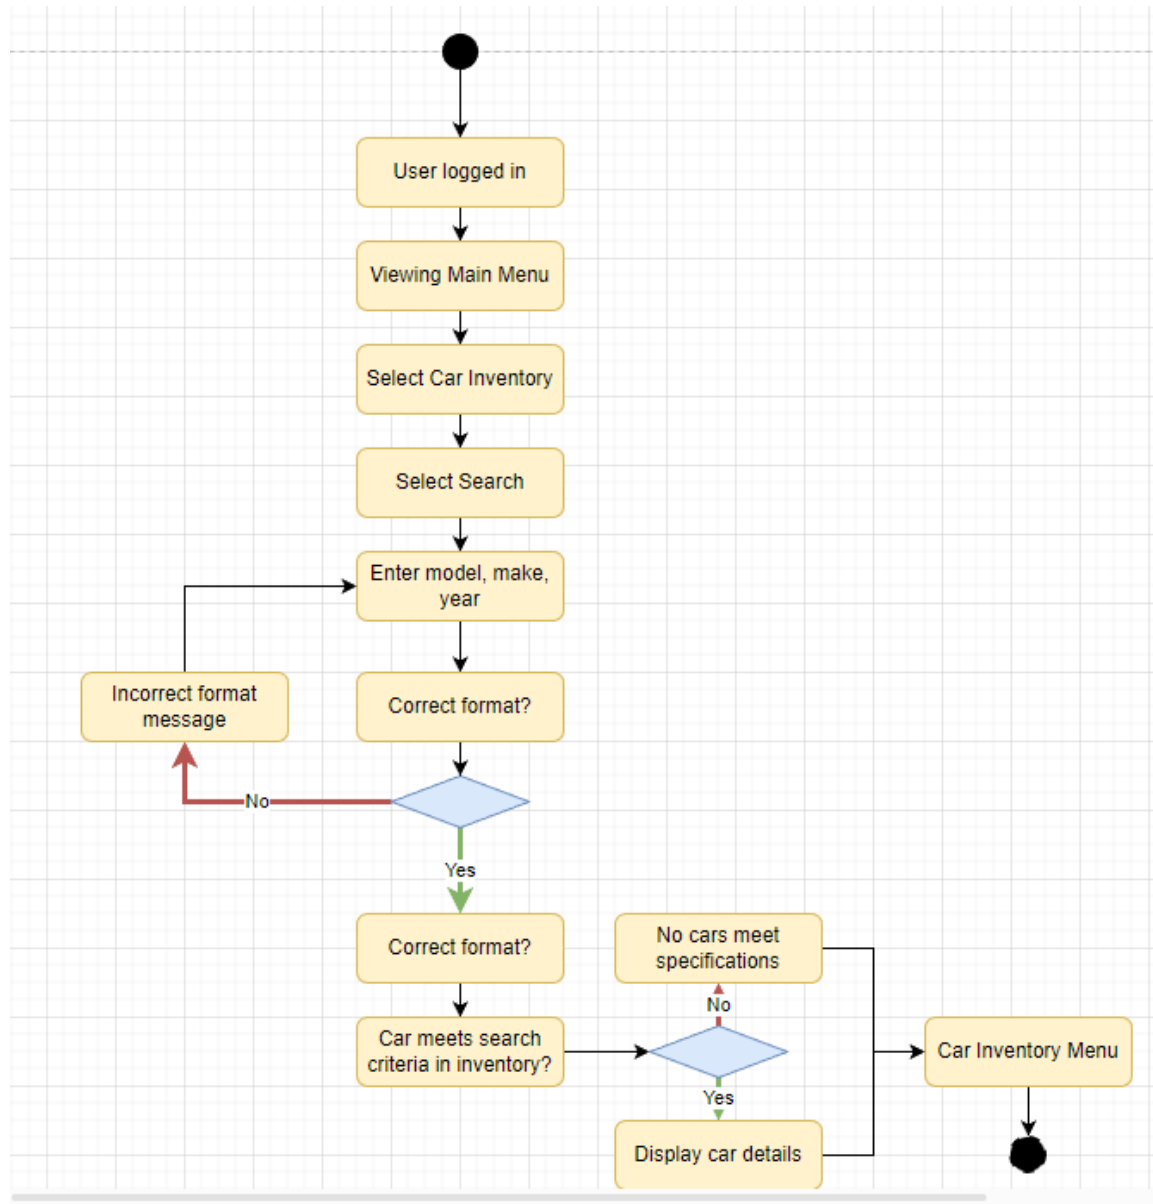 User logged in
Viewing Main Menu
Select Car Inventory
Select Search
Enter model, make,
year
Incorrect format
message
Correct format?
No
Yes
Correct format?
No cars meet
specifications
No
Car meets search
criteria in inventory?
Car Inventory Menu
Yes
Display car details